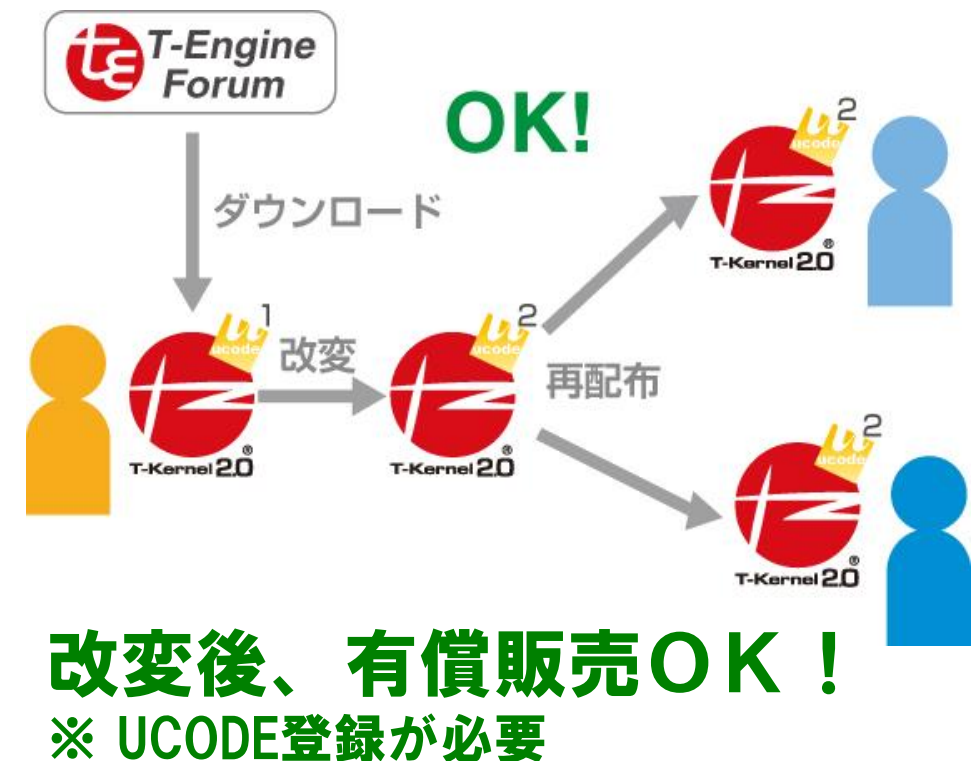 T-Engine
Forum
OK!
ダウンロード
u
ucode
2
T-Kernel 2.0
®
u
ucode
1
T-Kernel 2.0
®
改変
u
ucode
2
T-Kernel 2.0
®
再配布
u
ucode
2
T-Kernel 2.0
®
改変後、有償販売OK!
※ UCODE登録が必要